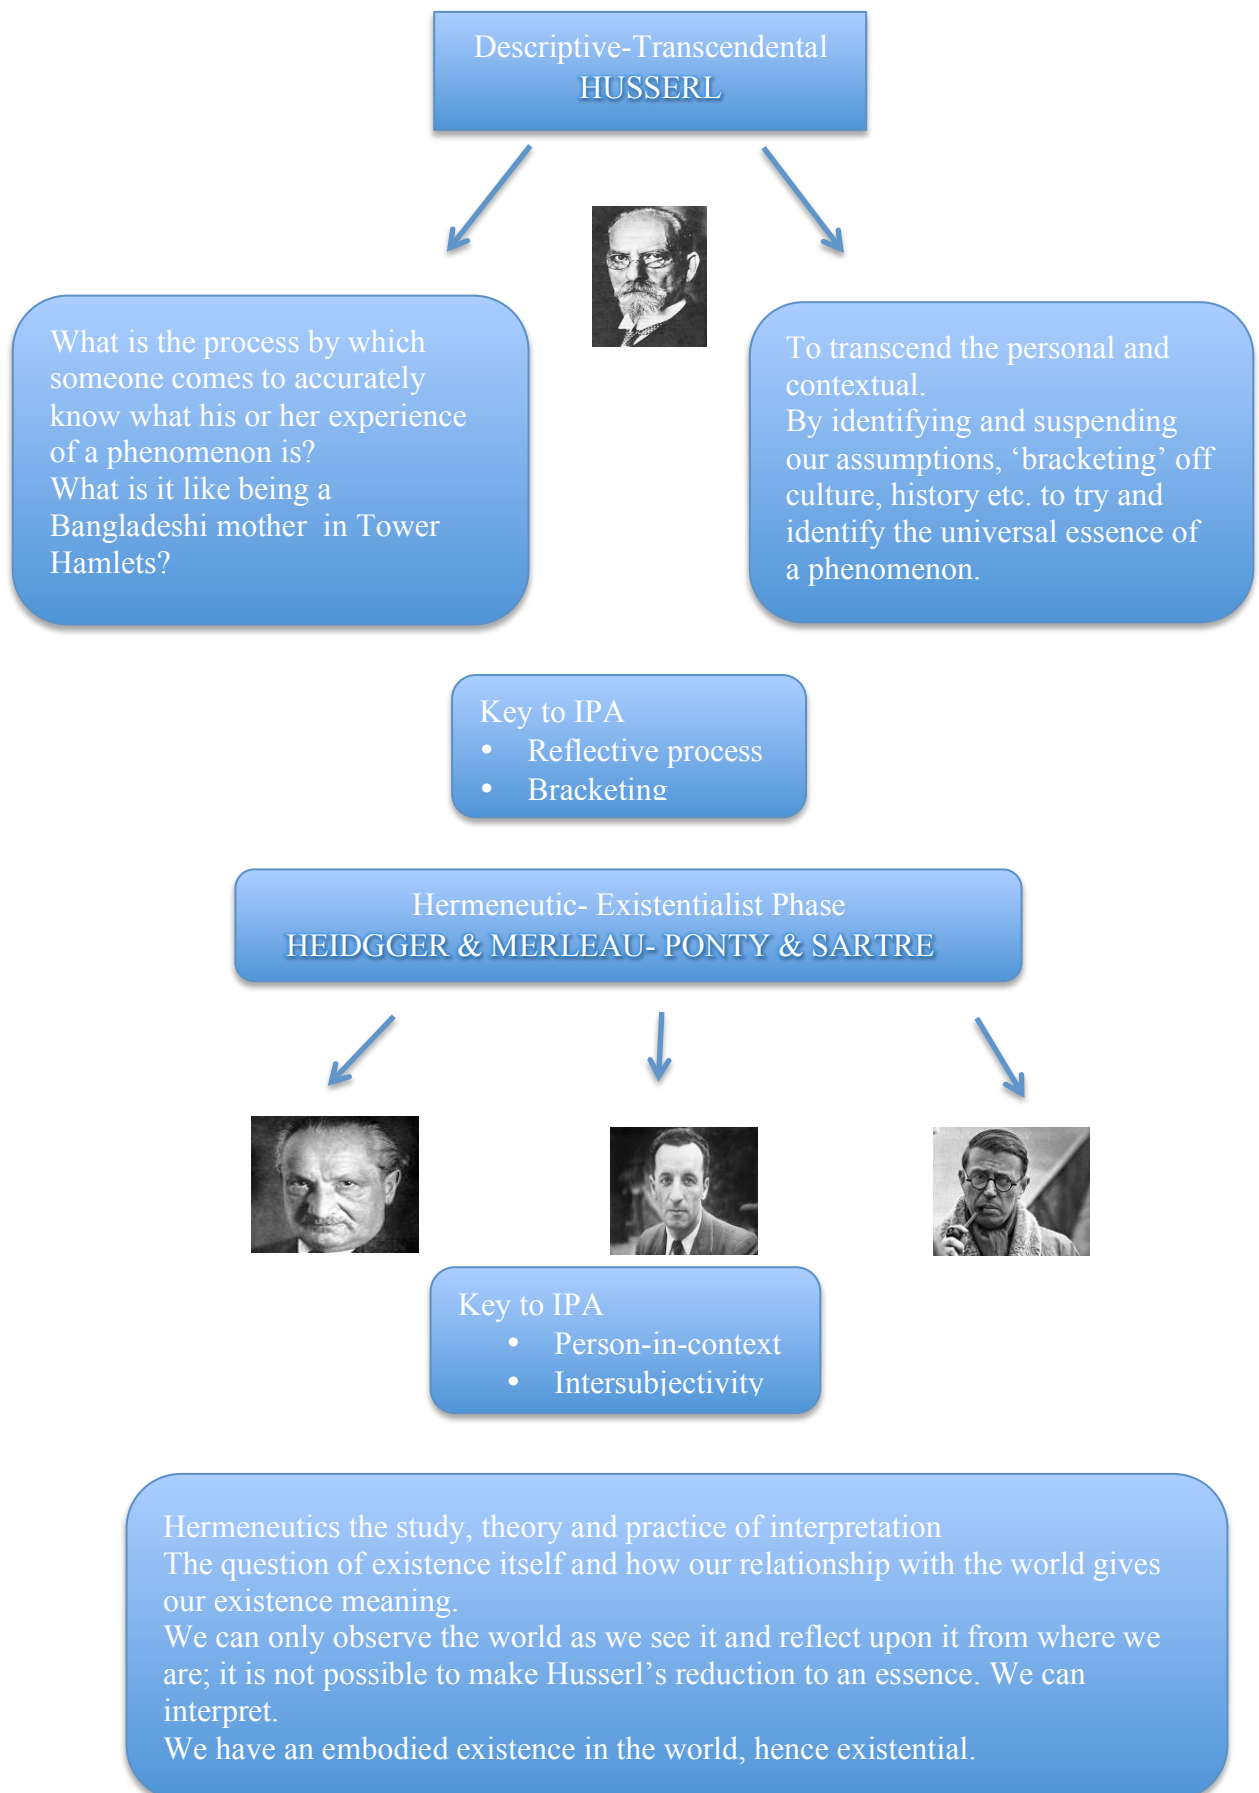 Descriptive-Transcendental
HUSSERL
What is the process by which
someone comes to accurately
know what his or her experience
of a phenomenon is?
What is it like being a
Bangladeshi mother in Tower
Hamlets?
To transcend the personal and
contextual.
By identifying and suspending
our assumptions, ‘bracketing’ off
culture, history etc. to try and
identify the universal essence of
a phenomenon.
Key to IPA
• Reflective process
• Bracketing
Hermeneutic- Existentialist Phase
HEIDGGER & MERLEAU- PONTY & SARTRE
Key to IPA
• Person-in-context
• Intersubjectivity
Hermeneutics the study, theory and practice of interpretation
The question of existence itself and how our relationship with the world gives
our existence meaning.
We can only observe the world as we see it and reflect upon it from where we
are; it is not possible to make Husserl’s reduction to an essence. We can
interpret.
We have an embodied existence in the world, hence existential.